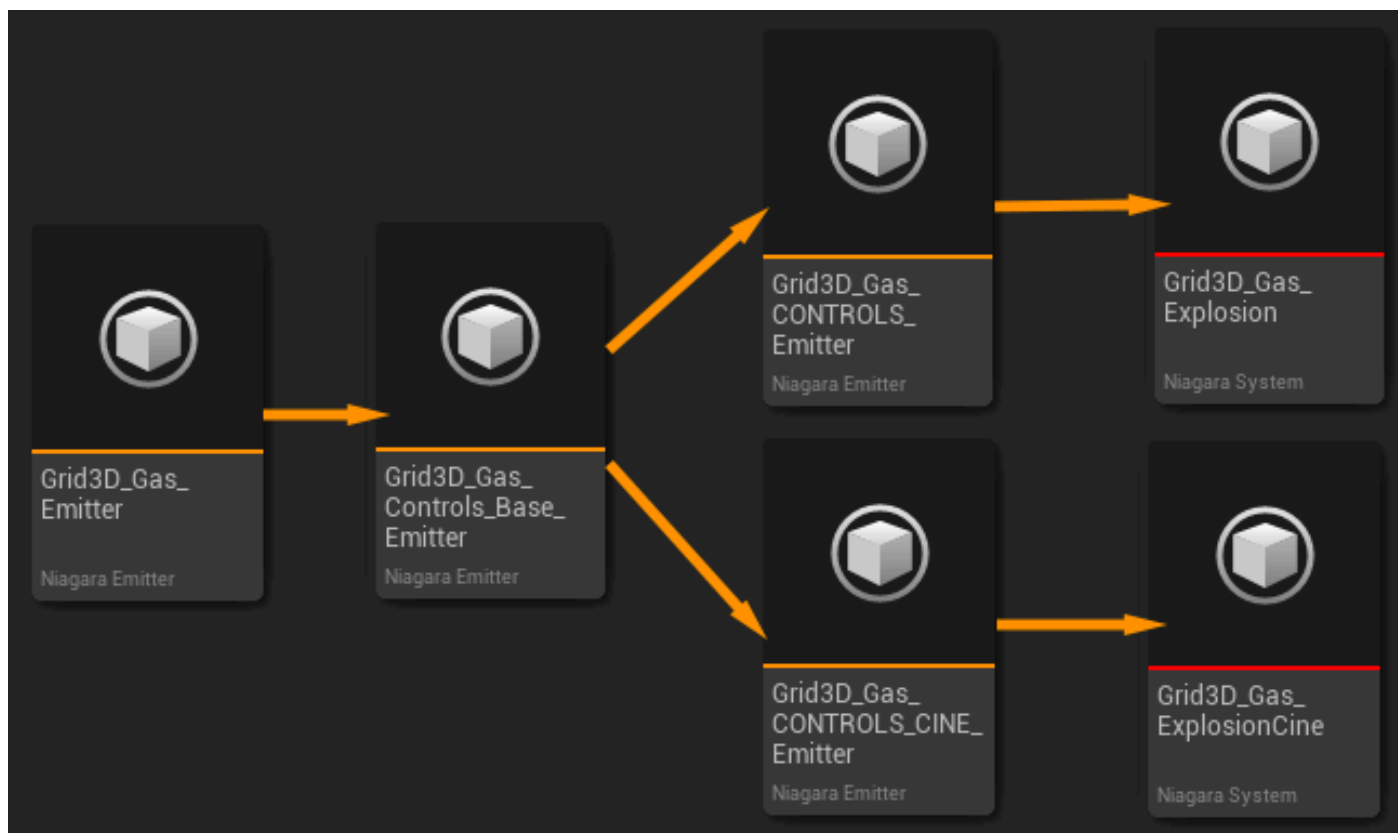 Grid3D_Gas_
Emitter
Niagara Emitter
Grid3D_Gas_
Controls_Base_
Emitter
Niagara Emitter
Grid3D_Gas_
CONTROLS_
Emitter
Niagara Emitter
Grid3D_Gas_
Explosion
Niagara System
Grid3D_Gas_
CONTROLS_CINE_
Emitter
Niagara Emitter
Grid3D_Gas_
ExplosionCine
Niagara System